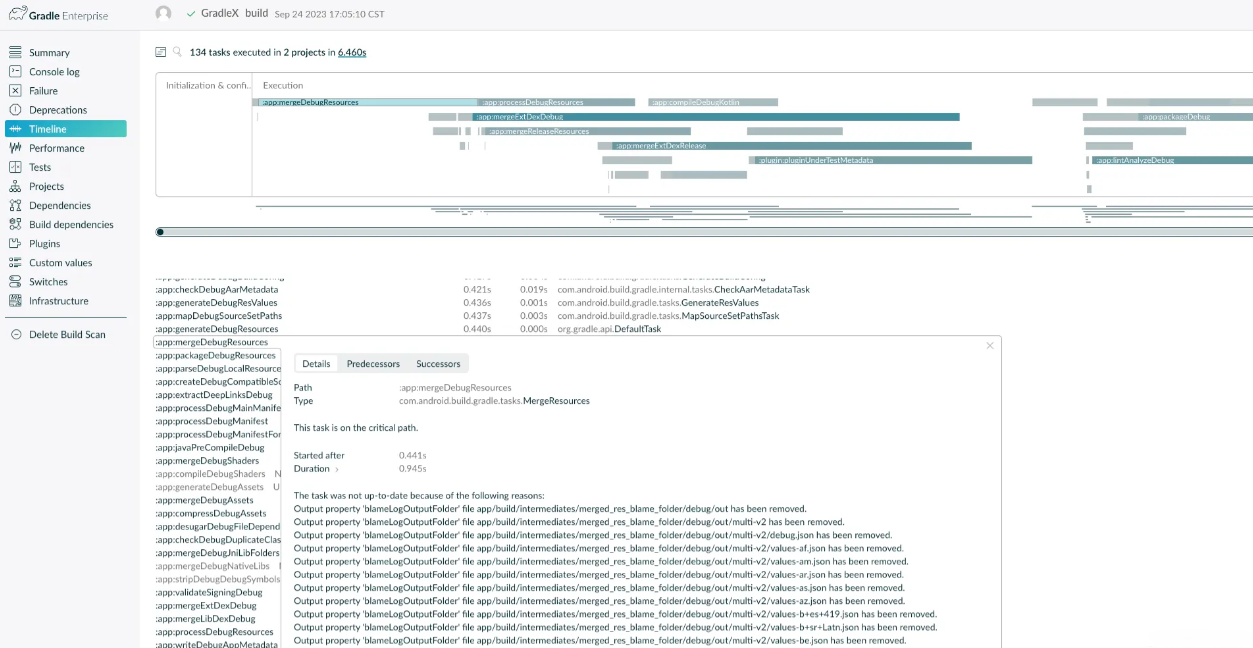 Gradle Enterprise
GradleX build Sep 24 2023 17:05:10 CST
Summary
Console log
Failure
Deprecations
Timeline
Performance
Tests
Projects
Dependencies
Build dependencies
Plugins
Custom values
Switches
Infrastructure
Delete Build Scan
134 tasks executed in 2 projects in 6.460s
Initialization & confi... Execution
:app:mergeDebugResources :app:processDebugResources :app:compileDebugKotlin
:app:mergeExtDexDebug :app:packageDebug
:app:mergeReleaseResources
:app:mergeExtDexRelease
:plugin:pluginUnderTestMetadata :app:lintAnalyzeDebug
:app:checkDebugAarMetadata 0.421s 0.019s com.android.build.gradle.internal.tasks.CheckAarMetadataTask
:app:generateDebugResValues 0.436s 0.001s com.android.build.gradle.tasks.GenerateResValues
:app:mapDebugSourceSetPaths 0.437s 0.003s com.android.build.gradle.tasks.MapSourceSetPathsTask
:app:generateDebugResources 0.440s 0.000s org.gradle.api.DefaultTask
:app:mergeDebugResources
:app:packageDebugResources
:app:parseDebugLocalResource
:app:createDebugCompatibleSc
:app:extractDeepLinksDebug
:app:processDebugMainManife
:app:processDebugManifest
:app:processDebugManifestFor
:app:javaPreCompileDebug
:app:mergeDebugShaders
:app:compileDebugShaders N
:app:generateDebugAssets U
:app:mergeDebugAssets
:app:compressDebugAssets
:app:desugarDebugFileDepend
:app:checkDebugDuplicateClas
:app:mergeDebugJniLibFolders
:app:mergeDebugNativeLibs
:app:stripDebugDebugSymbols
:app:validateSigningDebug
:app:mergeExtDexDebug
:app:mergeLibDexDebug
:app:processDebugResources
:app:writeDebugAppMetadata
Details Predecessors Successors
Path :app:mergeDebugResources
Type com.android.build.gradle.tasks.MergeResources
This task is on the critical path.
Started after 0.441s
Duration › 0.945s
The task was not up-to-date because of the following reasons:
Output property 'blameLogOutputFolder' file app/build/intermediates/merged_res_blame_folder/debug/out has been removed.
Output property 'blameLogOutputFolder' file app/build/intermediates/merged_res_blame_folder/debug/out/multi-v2 has been removed.
Output property 'blameLogOutputFolder' file app/build/intermediates/merged_res_blame_folder/debug/out/multi-v2/debug.json has been removed.
Output property 'blameLogOutputFolder' file app/build/intermediates/merged_res_blame_folder/debug/out/multi-v2/values-af.json has been removed.
Output property 'blameLogOutputFolder' file app/build/intermediates/merged_res_blame_folder/debug/out/multi-v2/values-am.json has been removed.
Output property 'blameLogOutputFolder' file app/build/intermediates/merged_res_blame_folder/debug/out/multi-v2/values-ar.json has been removed.
Output property 'blameLogOutputFolder' file app/build/intermediates/merged_res_blame_folder/debug/out/multi-v2/values-as.json has been removed.
Output property 'blameLogOutputFolder' file app/build/intermediates/merged_res_blame_folder/debug/out/multi-v2/values-az.json has been removed.
Output property 'blameLogOutputFolder' file app/build/intermediates/merged_res_blame_folder/debug/out/multi-v2/values-b+es+419.json has been removed.
Output property 'blameLogOutputFolder' file app/build/intermediates/merged_res_blame_folder/debug/out/multi-v2/values-b+sr+Latn.json has been removed.
Output property 'blameLogOutputFolder' file app/build/intermediates/merged_res_blame_folder/debug/out/multi-v2/values-be.json has been removed.